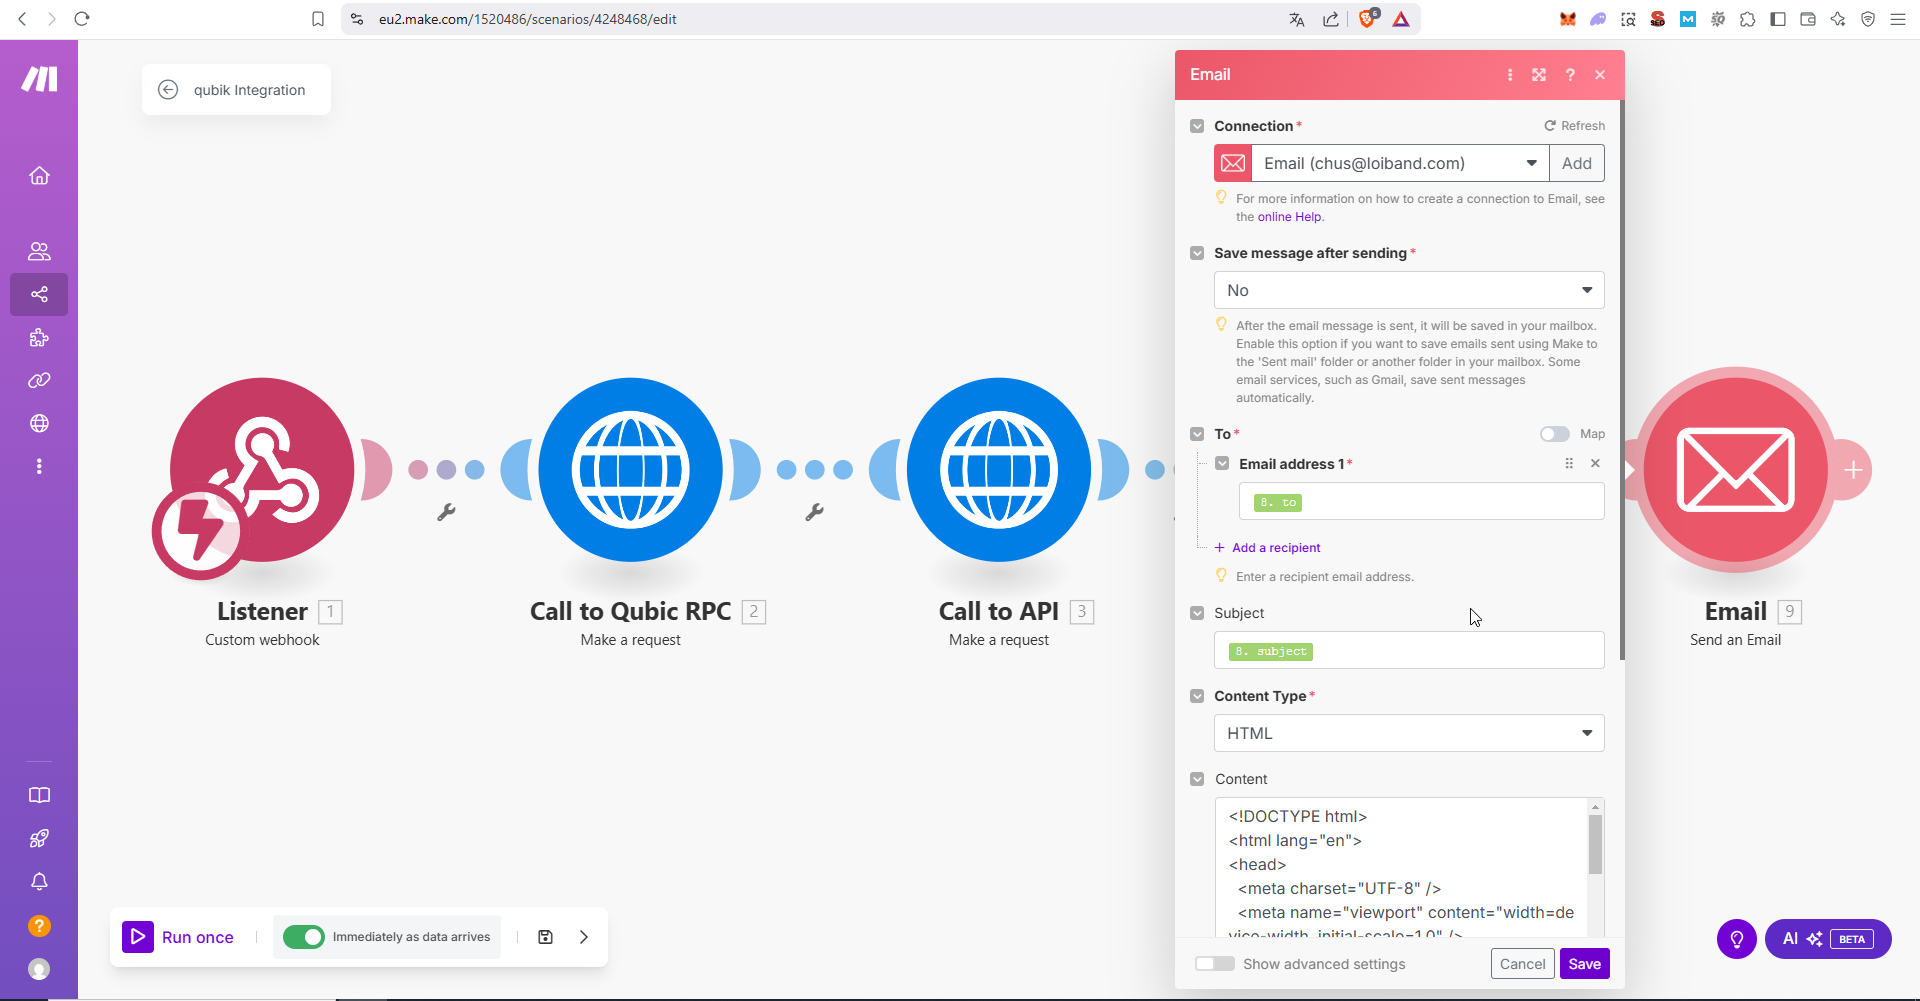 eu2.make.com/1520486/scenarios/4248468/edit
6
SEO
M
qubik Integration
Email
?
Connection*
Refresh
Email (chus@loiband.com)
Add
For more information on how to create a connection to Email, see
the online Help.
Save message after sending*
No
After the email message is sent, it will be saved in your mailbox.
Enable this option if you want to save emails sent using Make to
the 'Sent mail' folder or another folder in your mailbox. Some
email services, such as Gmail, save sent messages
automatically.
To*
Map
Email address 1*
8. to
+ Add a recipient
Enter a recipient email address.
Subject
8. subject
Content Type*
HTML
Content
<!DOCTYPE html>
<html lang="en">
<head>
<meta charset="UTF-8" />
<meta name="viewport" content="width=de
vice-width, initial-scale=1.0" />
Show advanced settings
Cancel
Save
Listener 1
Custom webhook
Call to Qubic RPC 2
Make a request
Call to API 3
Make a request
Email 9
Send an Email
Run once
Immediately as data arrives
?
AI BETA